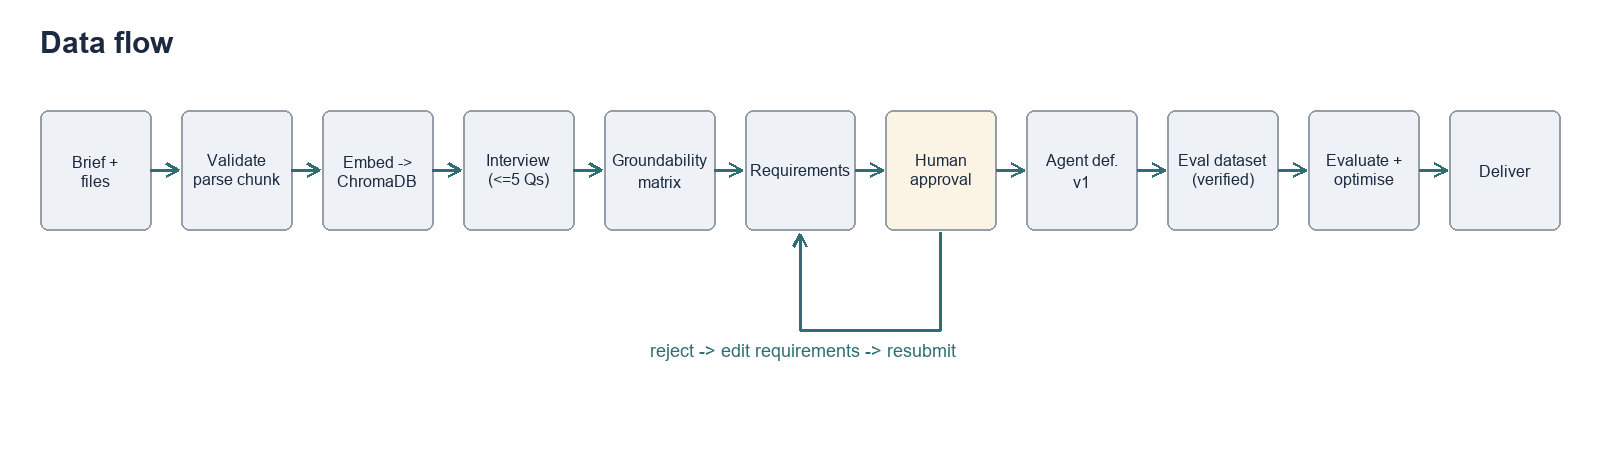 Data flow
Brief +
files
Validate
parse chunk
Embed ->
ChromaDB
Interview
(<=5 Qs)
Groundability
matrix
Requirements
Human
approval
Agent def.
v1
Eval dataset
(verified)
Evaluate +
optimise
Deliver
reject -> edit requirements -> resubmit